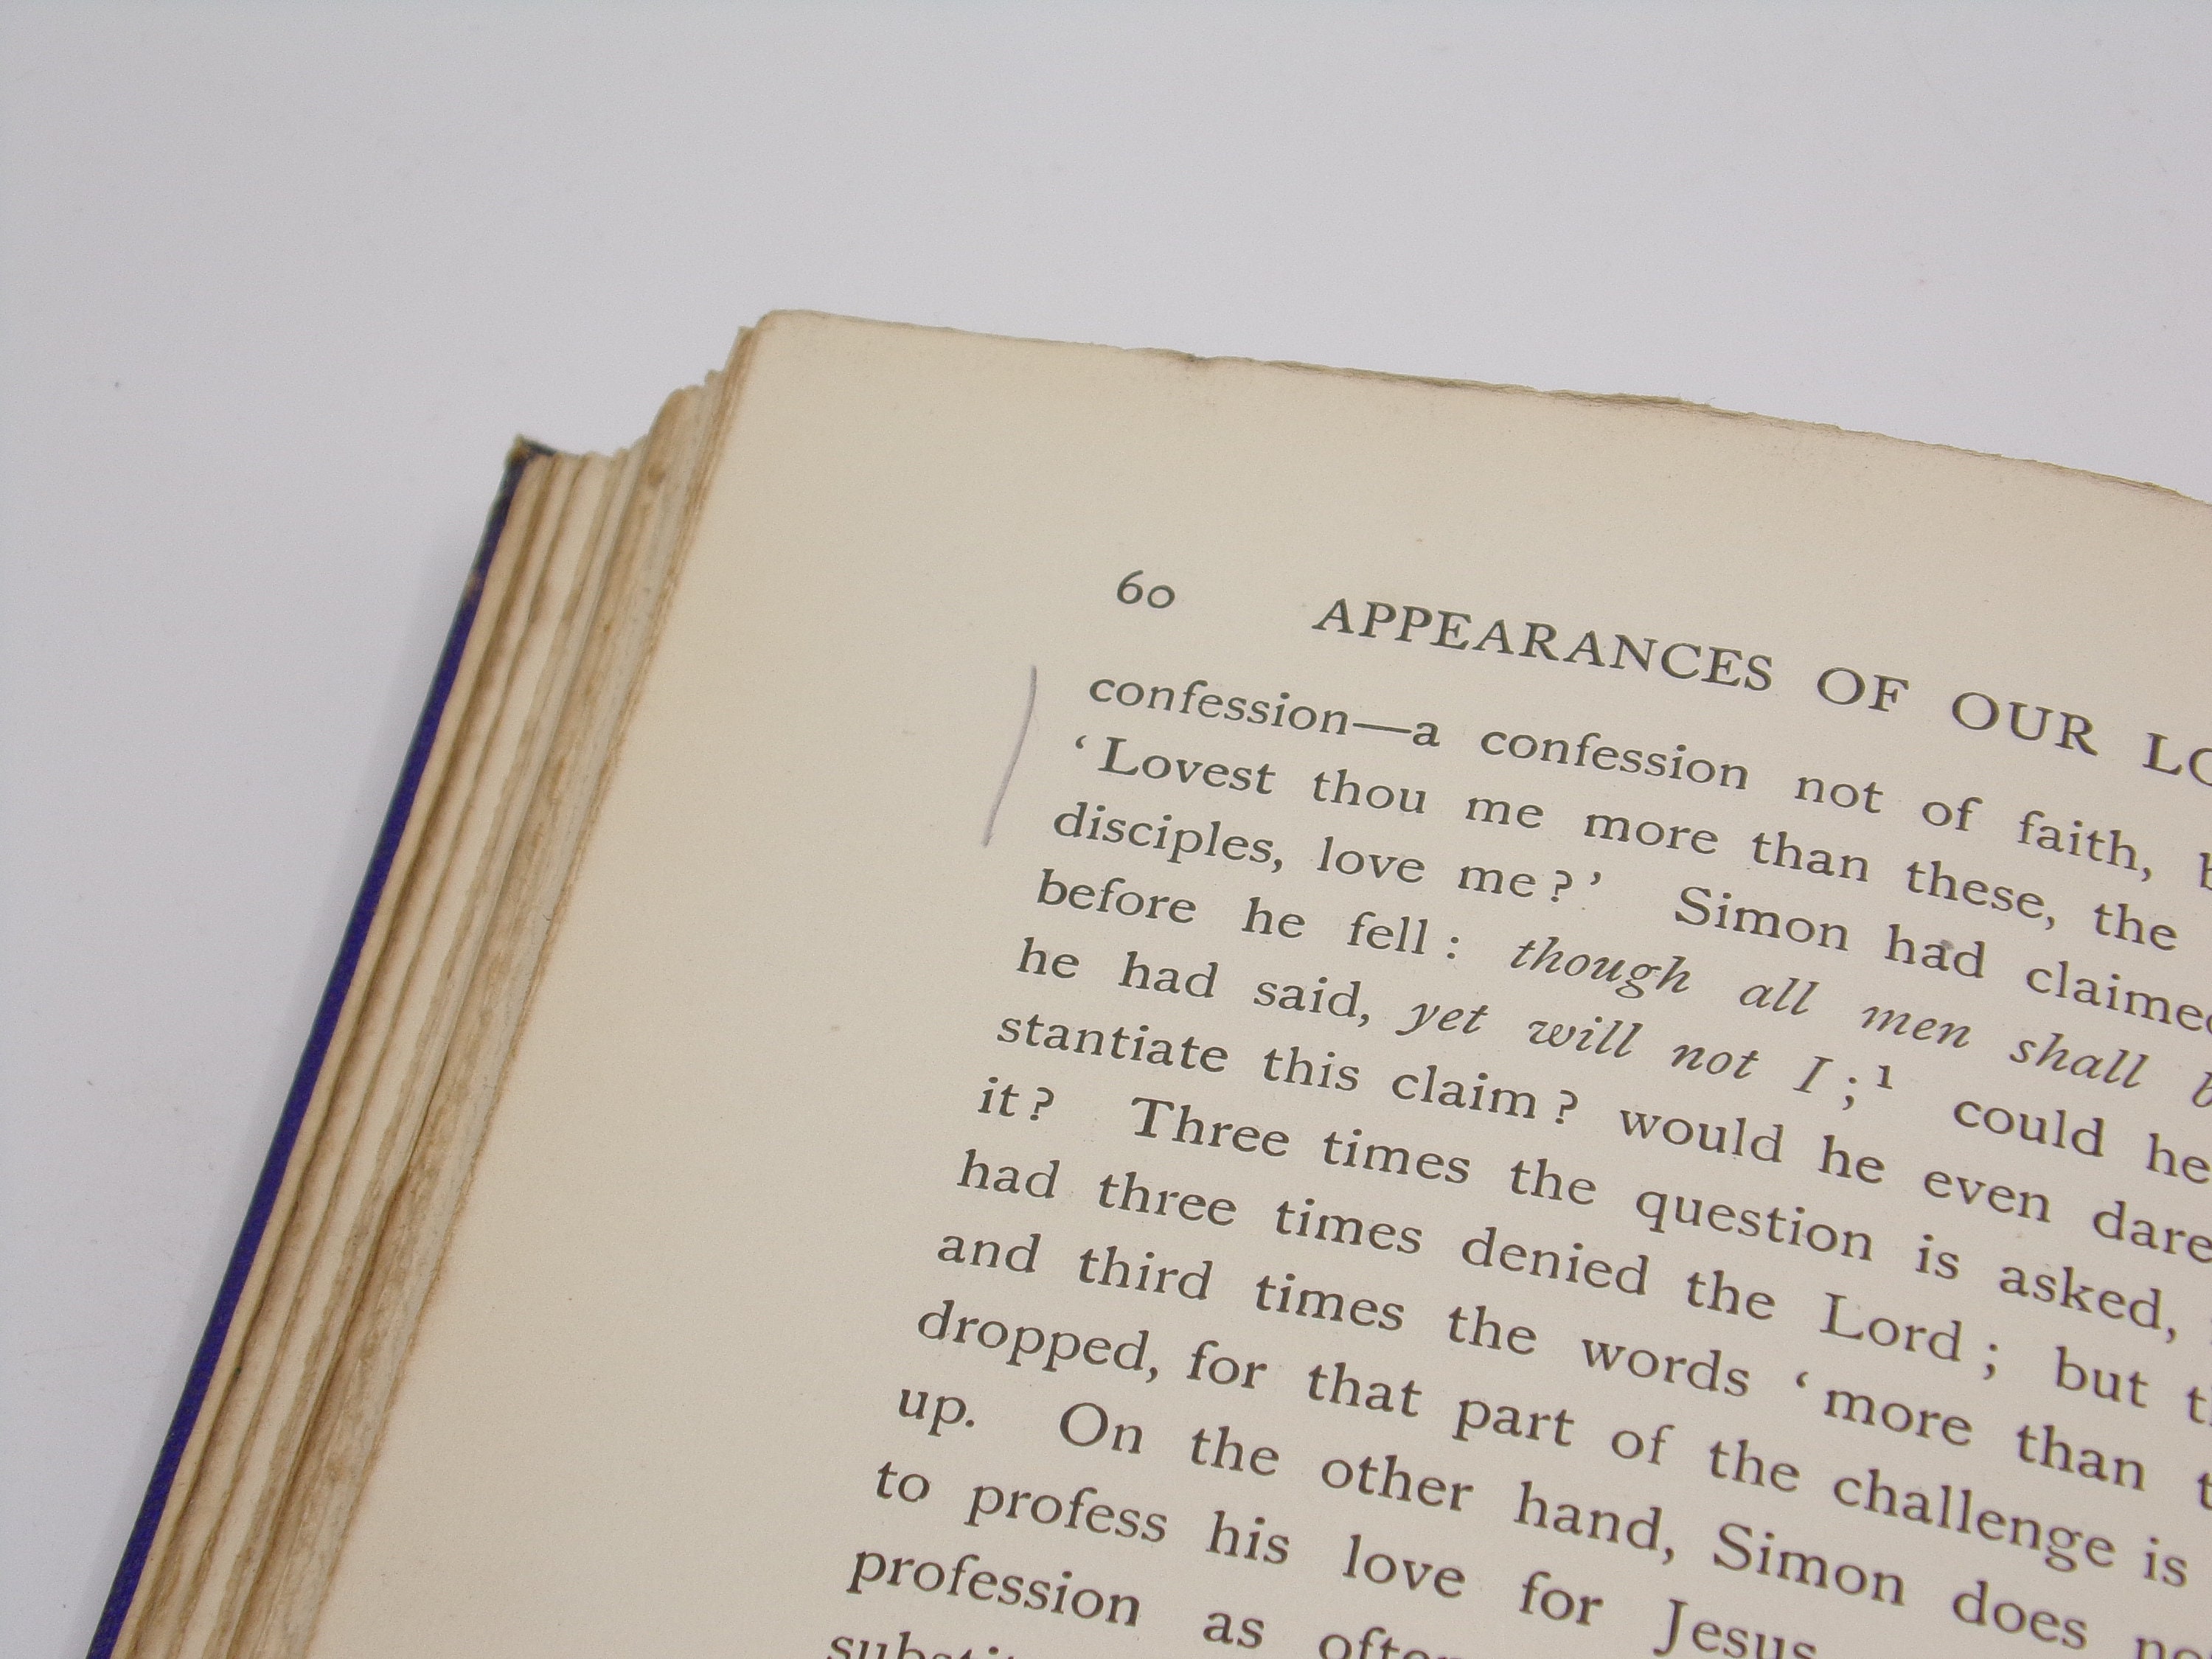 60 APPEARANCES OF OUR
confession—a confession not of faith,
‘Lovest thou me more than these, the
disciples, love me?’ Simon had claimed
before he fell: though all men shall
he had said, yet will not I;¹ could he
stantiate this claim? would he even dare
it? Three times the question is asked,
had three times denied the Lord; but
and third times the words ‘more than
dropped, for that part of the challenge is
up. On the other hand, Simon does
to profess his love for Jesus
profession as